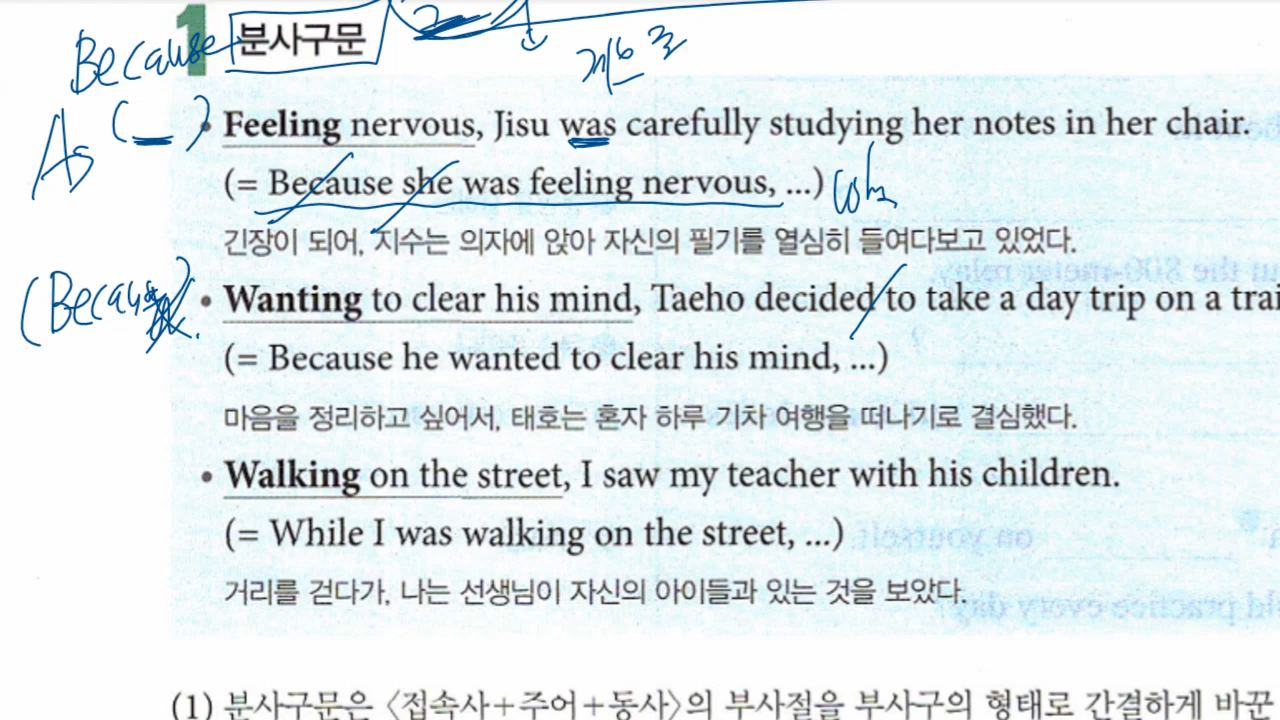 1 분사구문
Because
As (__)
• Feeling nervous, Jisu was carefully studying her notes in her chair.
(= Because she was feeling nervous, ...)
긴장이 되어, 지수는 의자에 앉아 자신의 필기를 열심히 들여다보고 있었다.
(Because)
• Wanting to clear his mind, Taeho decided to take a day trip on a trai
(= Because he wanted to clear his mind, ...)
마음을 정리하고 싶어서, 태호는 혼자 하루 기차 여행을 떠나기로 결심했다.
• Walking on the street, I saw my teacher with his children.
(= While I was walking on the street, ...)
거리를 걷다가, 나는 선생님이 자신의 아이들과 있는 것을 보았다.
(1) 분사구문은 〈접속사+주어+동사〉의 부사절을 부사구의 형태로 간결하게 바꾼